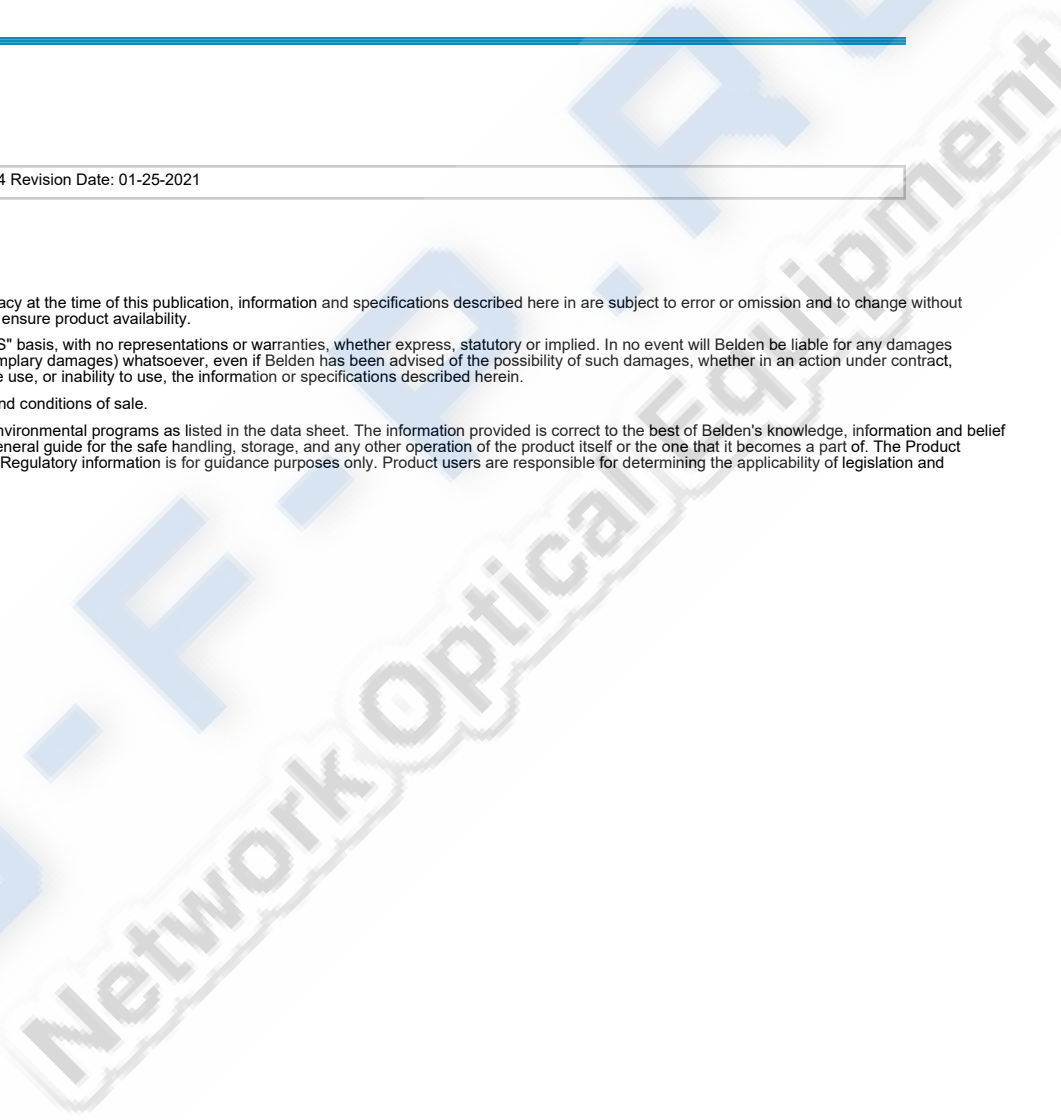 4 Revision Date: 01-25-2021
acy at the time of this publication, information and specifications described here in are subject to error or omission and to change without
ensure product availability.
S" basis, with no representations or warranties, whether express, statutory or implied. In no event will Belden be liable for any damages
mplary damages) whatsoever, even if Belden has been advised of the possibility of such damages, whether in an action under contract,
e use, or inability to use, the information or specifications described herein.
nd conditions of sale.
nvironmental programs as listed in the data sheet. The information provided is correct to the best of Belden's knowledge, information and belief
eneral guide for the safe handling, storage, and any other operation of the product itself or the one that it becomes a part of. The Product
Regulatory information is for guidance purposes only. Product users are responsible for determining the applicability of legislation and
Network Optical Equipment